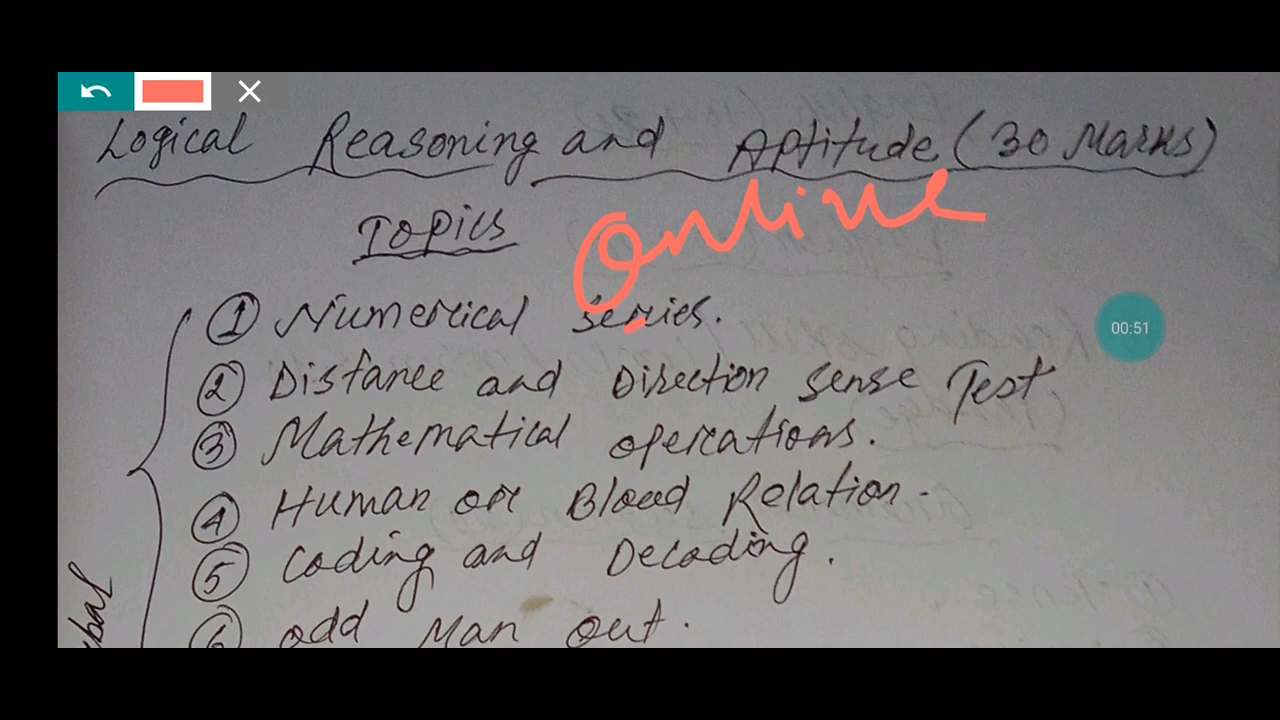 Logical Reasoning and Aptitude (30 Marks)
Topics
Online
① Numerical series.
② Distance and Direction sense Test
③ Mathematical operations.
④ Human or Blood Relation.
⑤ Coding and Decoding.
⑥ odd Man out.
00:51